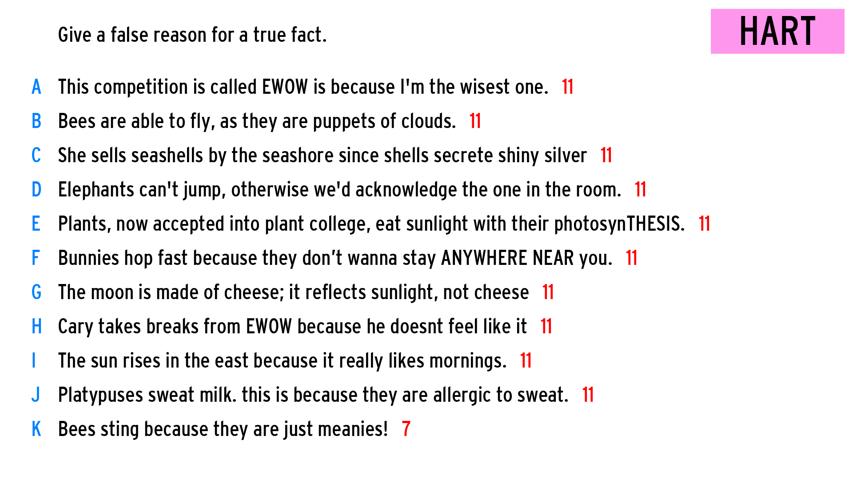 Give a false reason for a true fact.
HART
A This competition is called EWOW is because I'm the wisest one. 11
B Bees are able to fly, as they are puppets of clouds. 11
C She sells seashells by the seashore since shells secrete shiny silver 11
D Elephants can't jump, otherwise we'd acknowledge the one in the room. 11
E Plants, now accepted into plant college, eat sunlight with their photosynTHESIS. 11
F Bunnies hop fast because they don’t wanna stay ANYWHERE NEAR you. 11
G The moon is made of cheese; it reflects sunlight, not cheese 11
H Cary takes breaks from EWOW because he doesnt feel like it 11
I The sun rises in the east because it really likes mornings. 11
J Platypuses sweat milk. this is because they are allergic to sweat. 11
K Bees sting because they are just meanies! 7